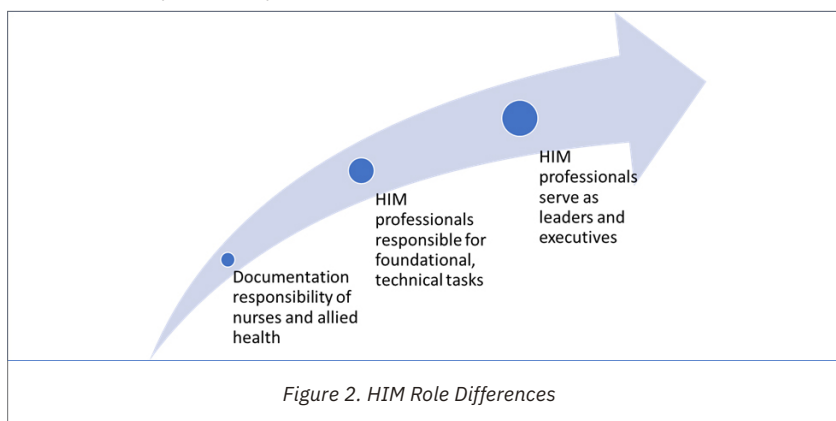 Documentation
responsibility of
nurses and allied
health
HIM
professionals
responsible for
foundational,
technical tasks
HIM
professionals
serve as
leaders and
executives
Figure 2. HIM Role Differences